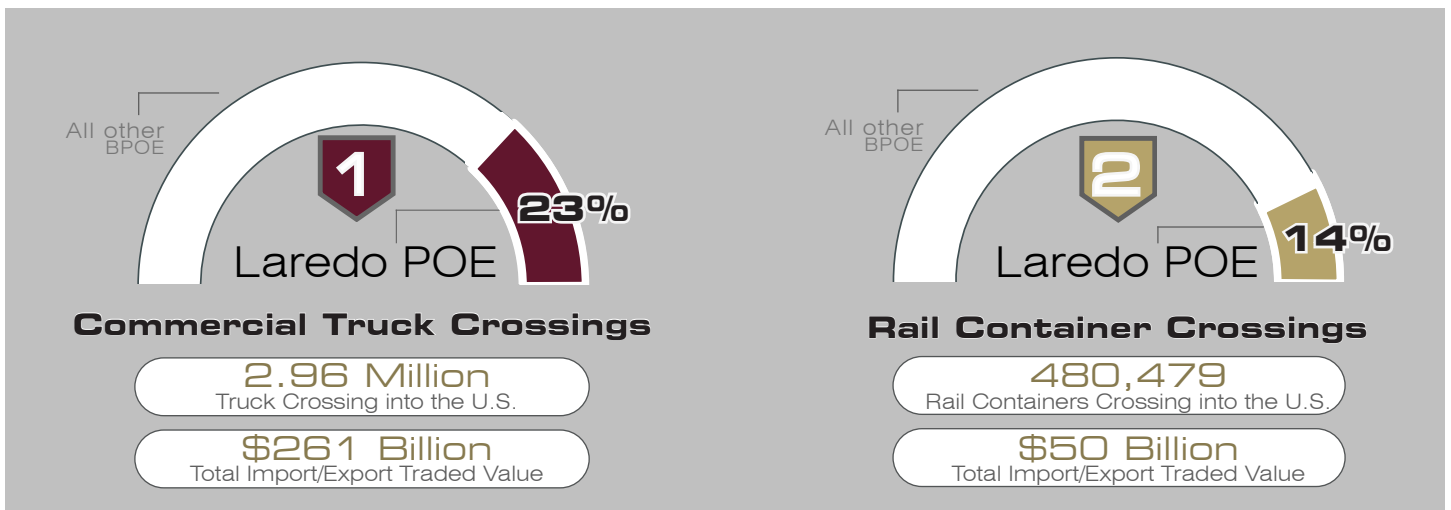 All other
BPOE
1
23%
Laredo POE
Commercial Truck Crossings
2.96 Million
Truck Crossing into the U.S.
$261 Billion
Total Import/Export Traded Value
All other
BPOE
2
14%
Laredo POE
Rail Container Crossings
480,479
Rail Containers Crossing into the U.S.
$50 Billion
Total Import/Export Traded Value